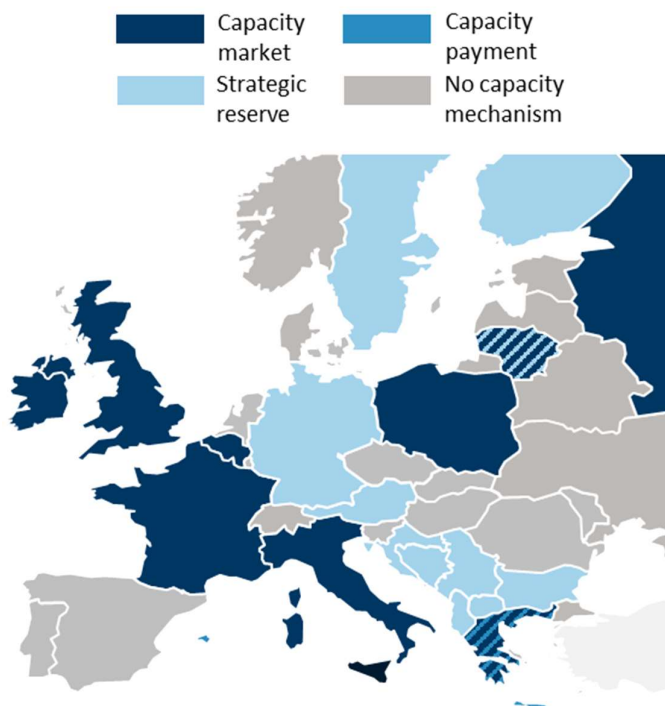 Capacity market
Capacity payment
Strategic reserve
No capacity mechanism